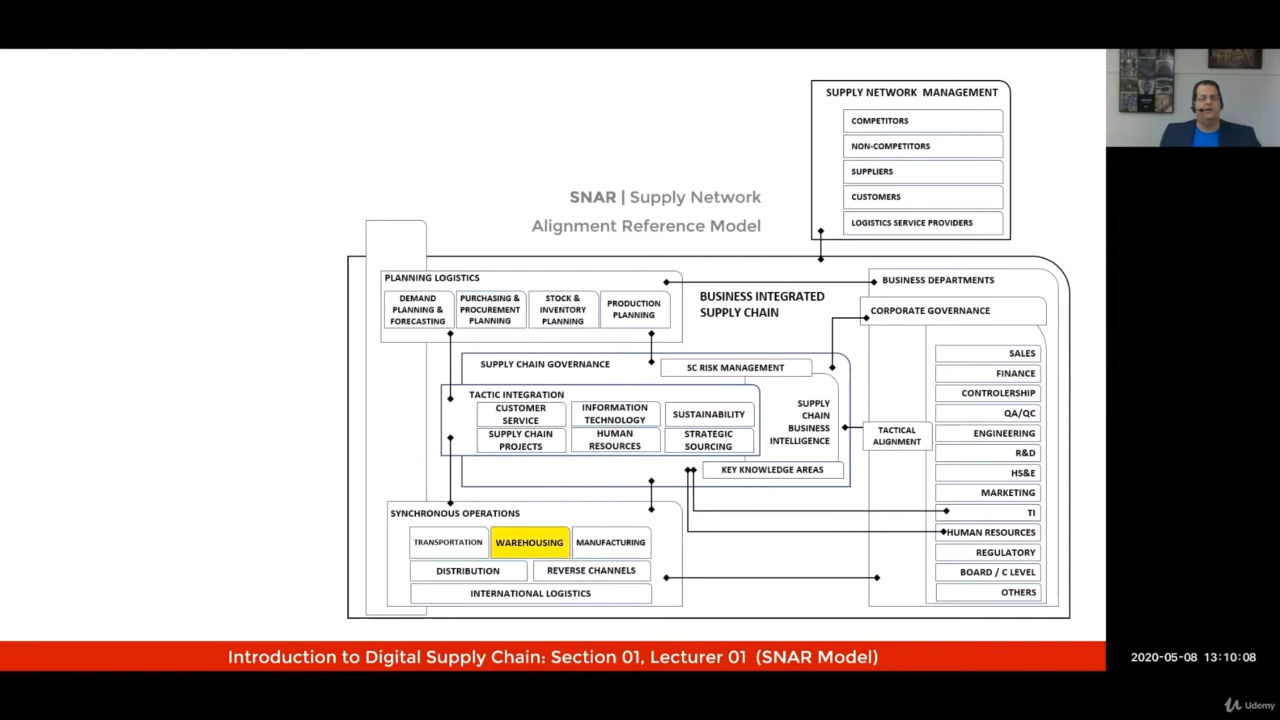 SUPPLY NETWORK MANAGEMENT
COMPETITORS
NON-COMPETITORS
SUPPLIERS
CUSTOMERS
LOGISTICS SERVICE PROVIDERS
SNAR | Supply Network
Alignment Reference Model
PLANNING LOGISTICS
DEMAND
PLANNING &
FORECASTING
PURCHASING &
PROCUREMENT
PLANNING
STOCK &
INVENTORY
PLANNING
PRODUCTION
PLANNING
BUSINESS INTEGRATED
SUPPLY CHAIN
BUSINESS DEPARTMENTS
CORPORATE GOVERNANCE
SUPPLY CHAIN GOVERNANCE
SC RISK MANAGEMENT
TACTIC INTEGRATION
CUSTOMER
SERVICE
INFORMATION
TECHNOLOGY
SUSTAINABILITY
SUPPLY CHAIN
PROJECTS
HUMAN
RESOURCES
STRATEGIC
SOURCING
SUPPLY
CHAIN
BUSINESS
INTELLIGENCE
KEY KNOWLEDGE AREAS
TACTICAL
ALIGNMENT
SALES
FINANCE
CONTROLERSHIP
QA/QC
ENGINEERING
R&D
HS&E
MARKETING
TI
HUMAN RESOURCES
REGULATORY
BOARD / C LEVEL
OTHERS
SYNCHRONOUS OPERATIONS
TRANSPORTATION
WAREHOUSING
MANUFACTURING
DISTRIBUTION
REVERSE CHANNELS
INTERNATIONAL LOGISTICS
Introduction to Digital Supply Chain: Section 01, Lecturer 01 (SNAR Model)
2020-05-08 13:10:08
Udemy